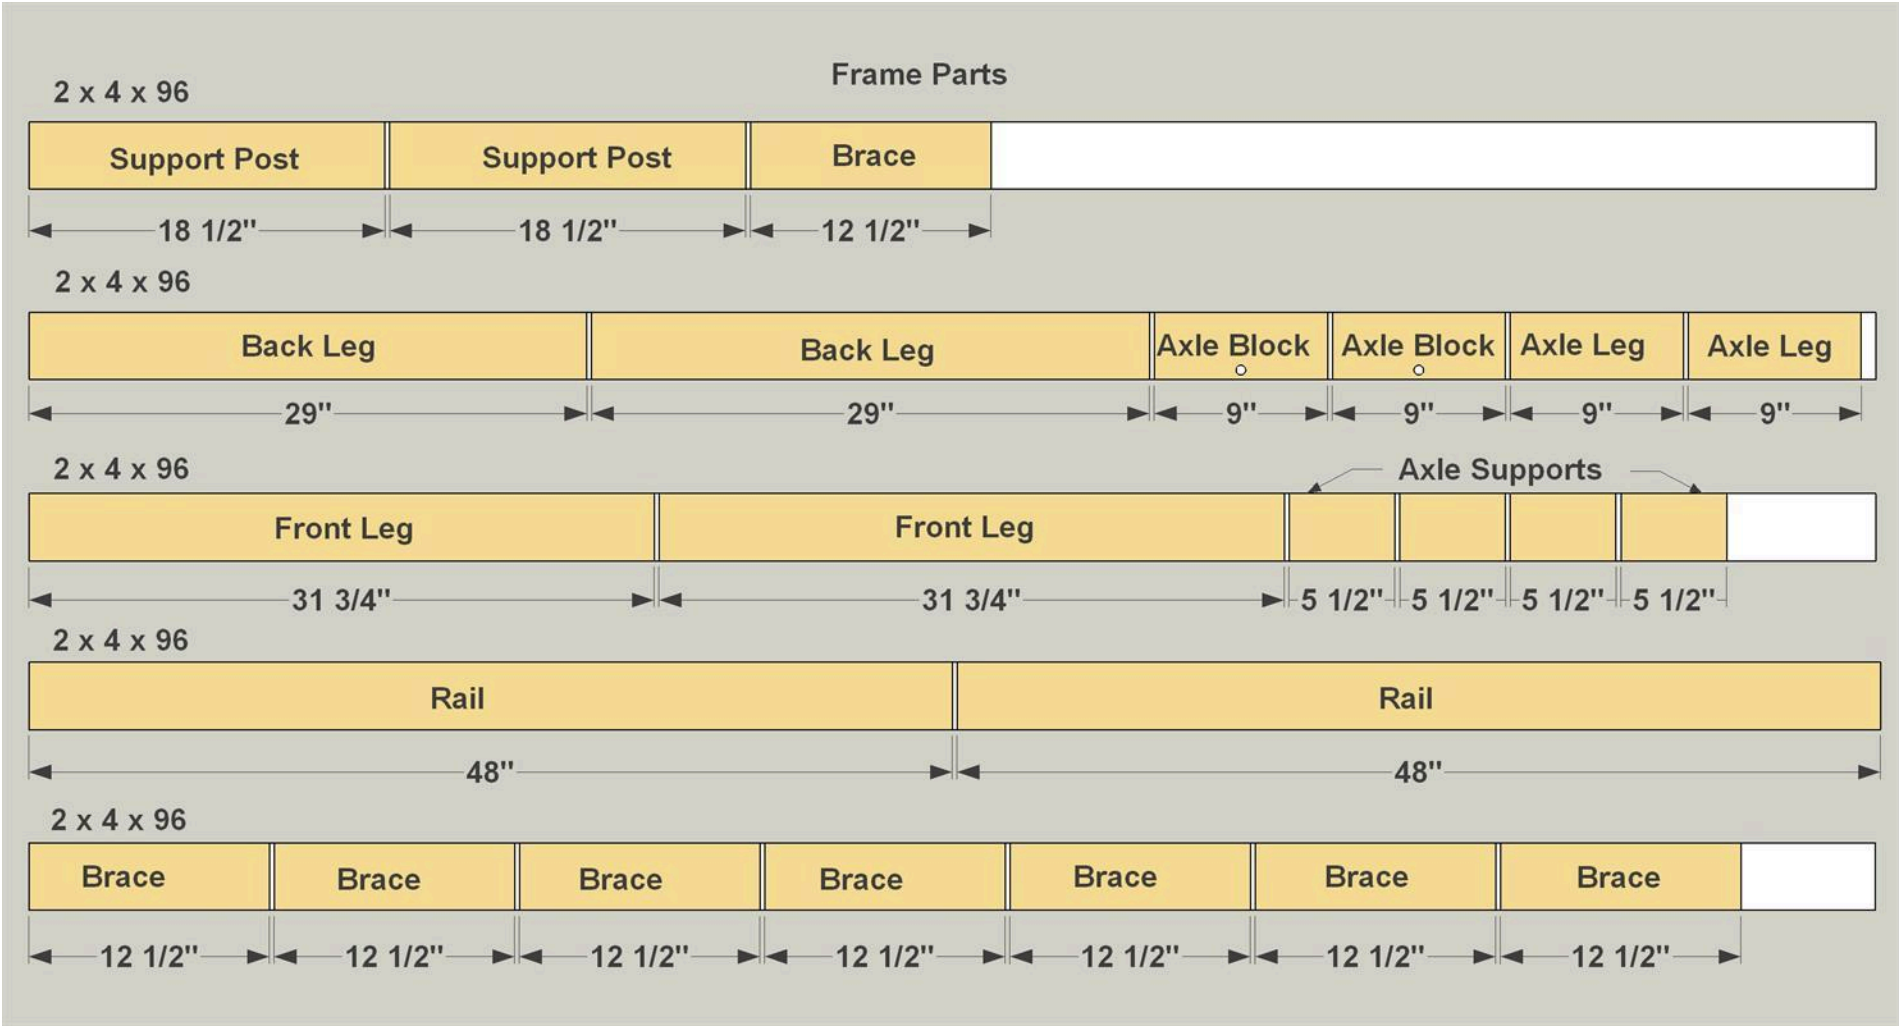 Frame Parts
2 x 4 x 96
Support Post Support Post Brace
18 1/2" 18 1/2" 12 1/2"
2 x 4 x 96
Back Leg Back Leg Axle Block Axle Block Axle Leg Axle Leg
29" 29" 9" 9" 9" 9"
2 x 4 x 96 Axle Supports
Front Leg Front Leg
31 3/4" 31 3/4" 5 1/2" 5 1/2" 5 1/2" 5 1/2"
2 x 4 x 96
Rail Rail
48" 48"
2 x 4 x 96
Brace Brace Brace Brace Brace Brace Brace
12 1/2" 12 1/2" 12 1/2" 12 1/2" 12 1/2" 12 1/2" 12 1/2"